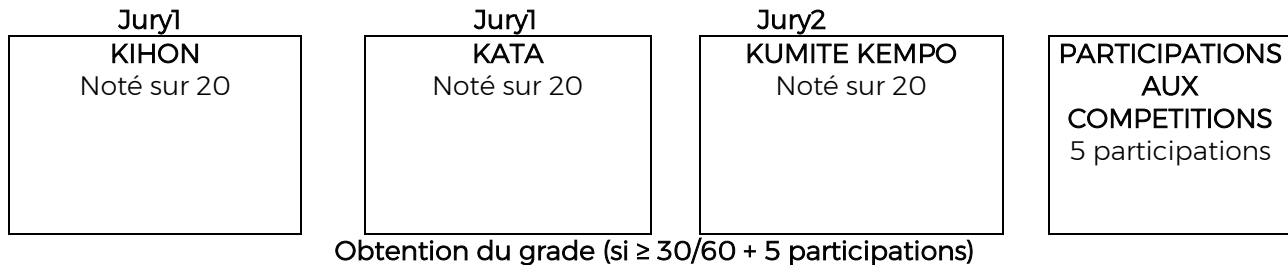 Jury1
KIHON
Noté sur 20
Jury1
KATA
Noté sur 20
Jury2
KUMITE KEMPO
Noté sur 20
PARTICIPATIONS
AUX
COMPETITIONS
5 participations
Obtention du grade (si ≥ 30/60 + 5 participations)